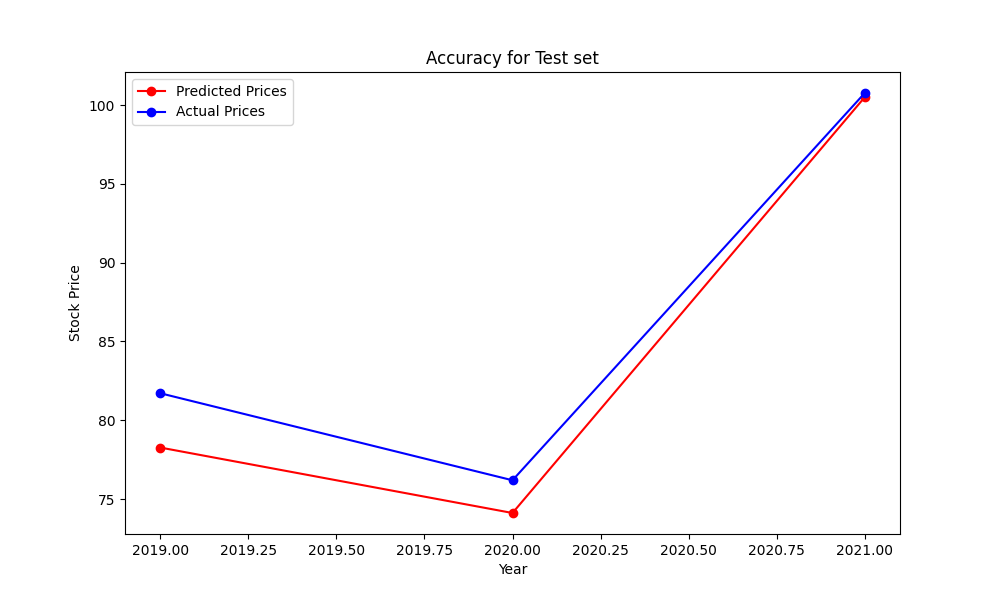 Accuracy for Test set
Predicted Prices
Actual Prices
100
95
90
85
80
75
Stock Price
2019.00 2019.25 2019.50 2019.75 2020.00 2020.25 2020.50 2020.75 2021.00
Year